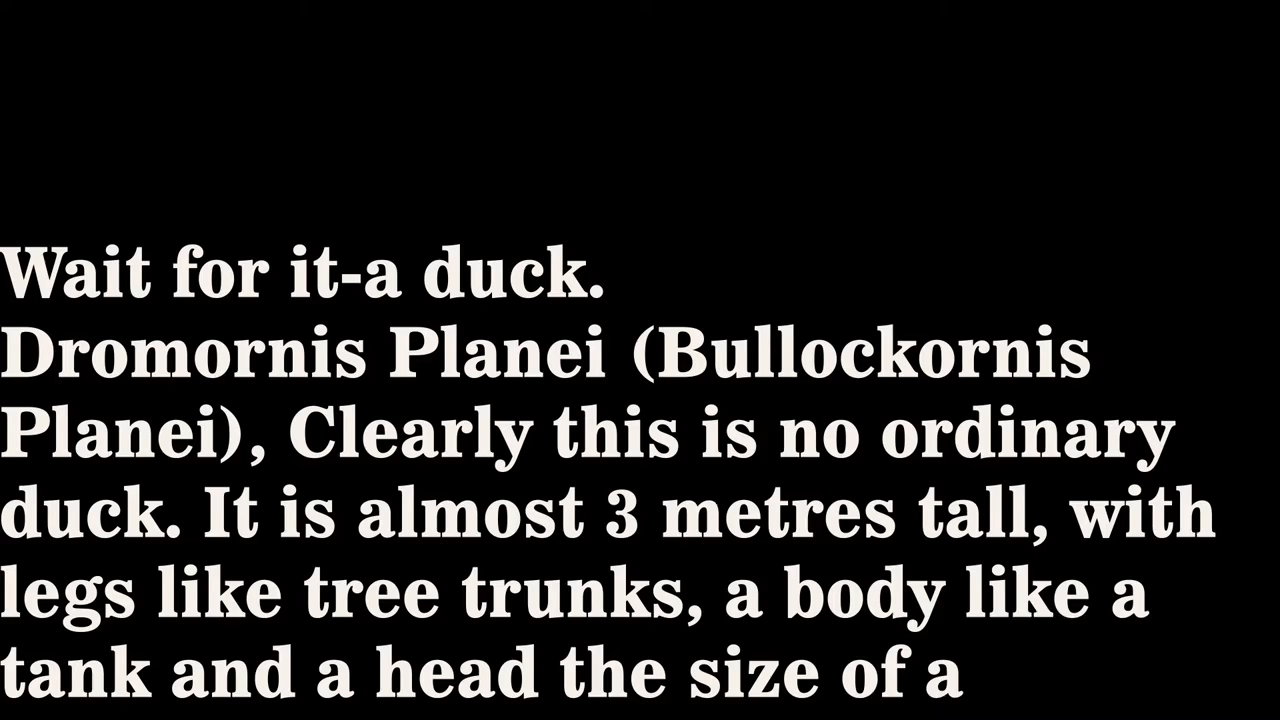 Wait for it-a duck.
Dromornis Planei (Bullockornis
Planei), Clearly this is no ordinary
duck. It is almost 3 metres tall, with
legs like tree trunks, a body like a
tank and a head the size of a